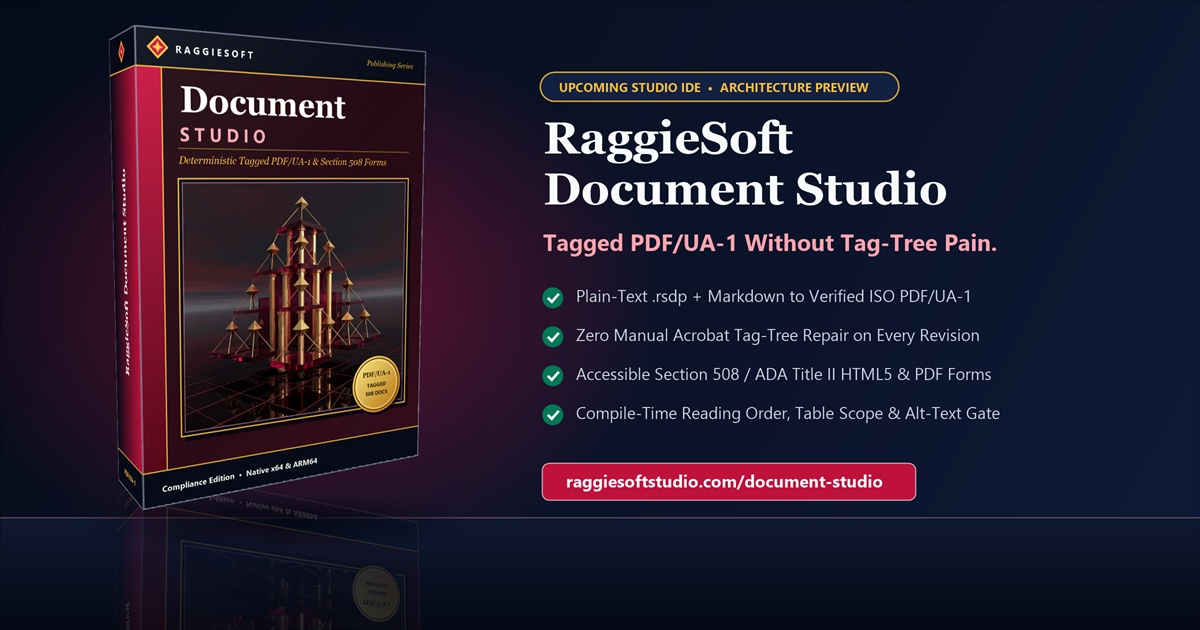 RAGGIESOFT
Publishing Series
Document
STUDIO
Deterministic Tagged PDF/UA-1 & Section 508 Forms
RaggieSoft Document Studio
PDF/UA-1
TAGGED
508 DOCS
Compliance Edition • Native x64 & ARM64
UPCOMING STUDIO IDE • ARCHITECTURE PREVIEW
RaggieSoft
Document Studio
Tagged PDF/UA-1 Without Tag-Tree Pain.
Plain-Text .rsdp + Markdown to Verified ISO PDF/UA-1
Zero Manual Acrobat Tag-Tree Repair on Every Revision
Accessible Section 508 / ADA Title II HTML5 & PDF Forms
Compile-Time Reading Order, Table Scope & Alt-Text Gate
raggiesoftstudio.com/document-studio